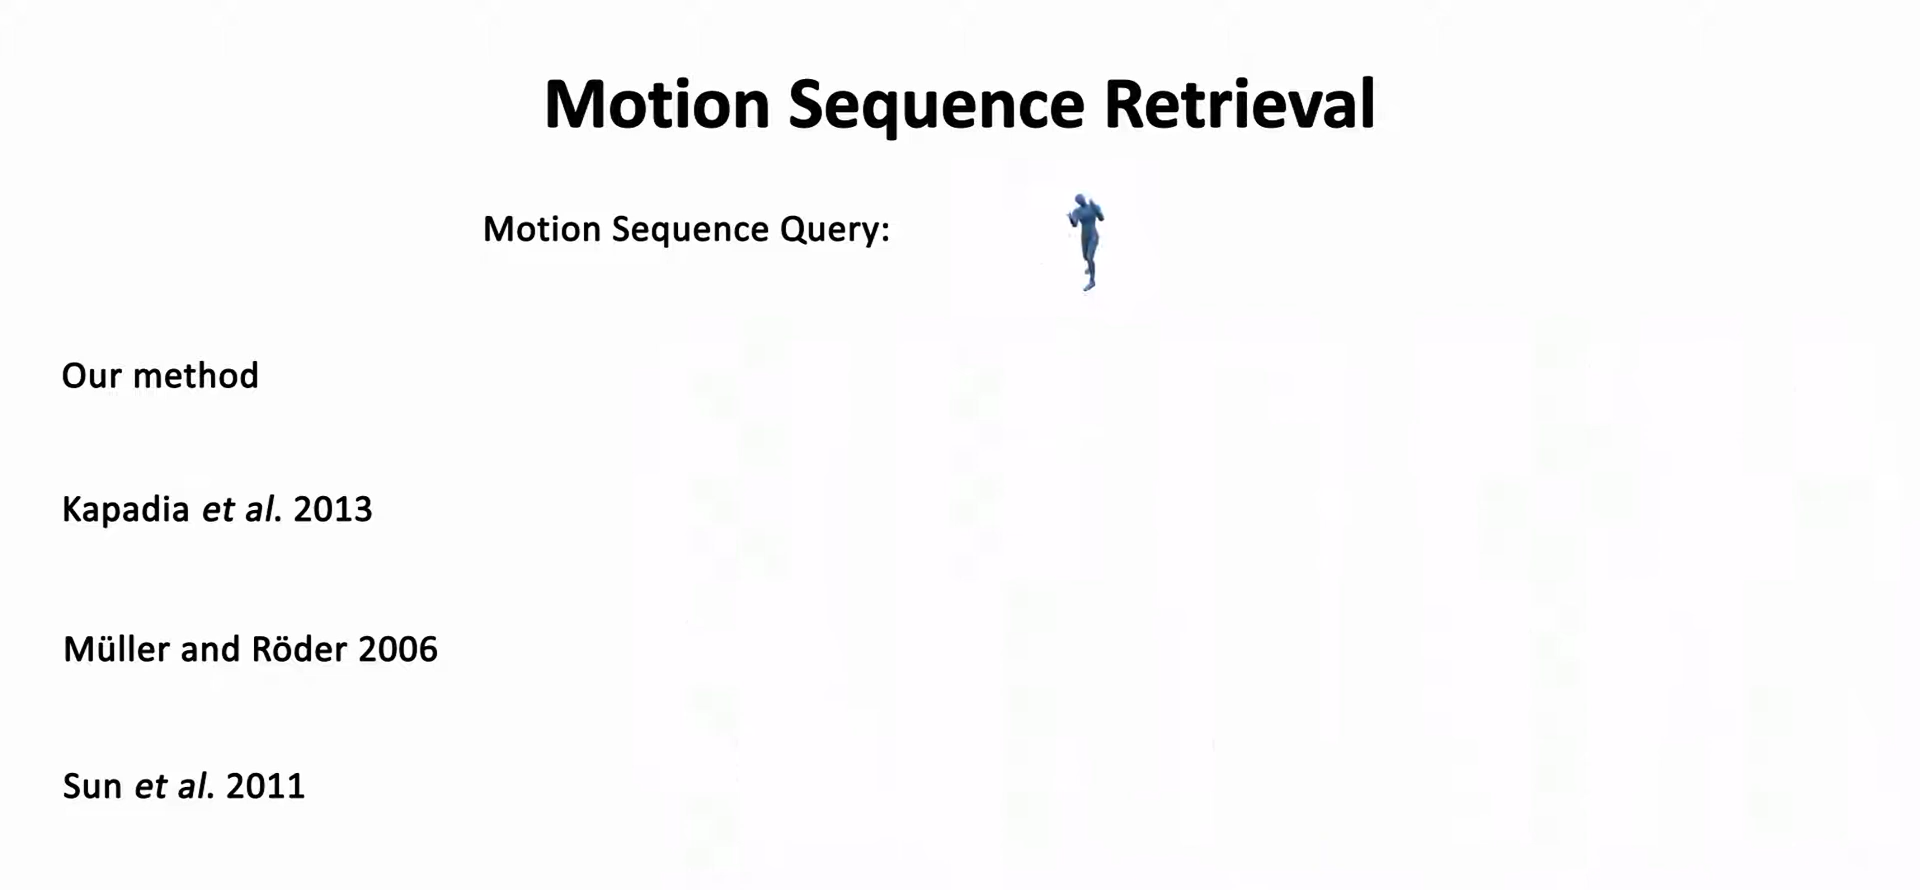 Motion Sequence Retrieval
Motion Sequence Query:
Our method
Kapadia et al. 2013
Müller and Röder 2006
Sun et al. 2011